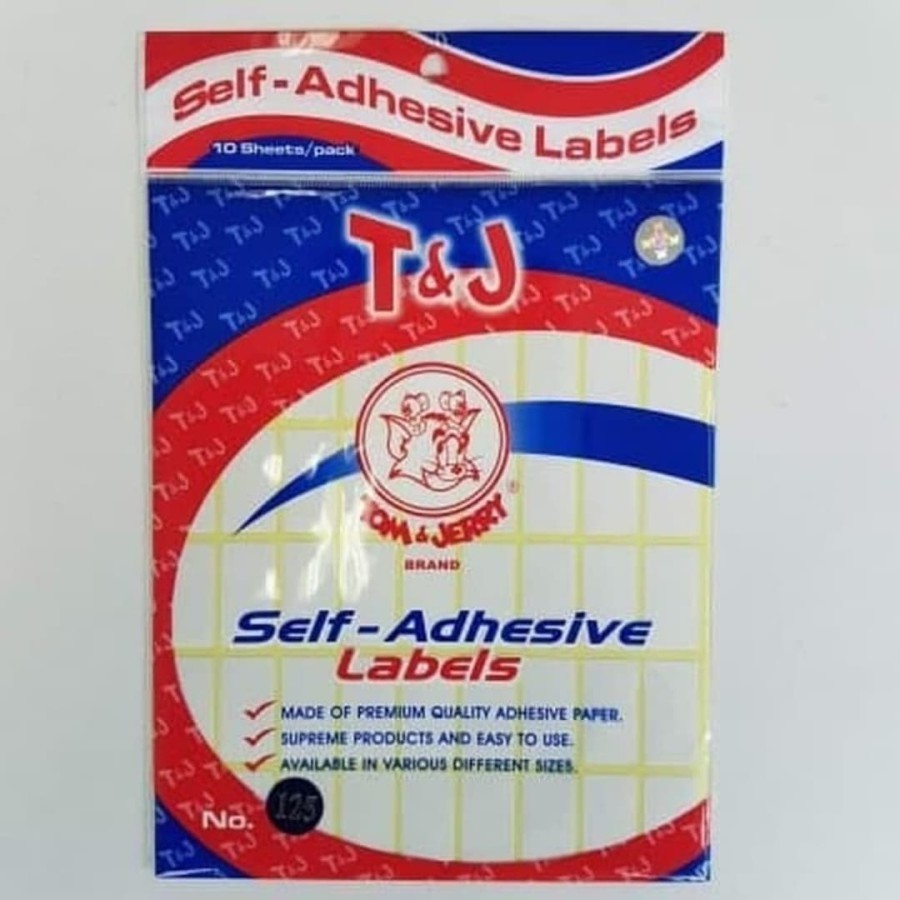 Self-Adhesive Labels
10 Sheets/pack
T&J
TOM & JERRY
®
BRAND
Self-Adhesive
Labels
MADE OF PREMIUM QUALITY ADHESIVE PAPER.
SUPREME PRODUCTS AND EASY TO USE.
AVAILABLE IN VARIOUS DIFFERENT SIZES.
No. 125